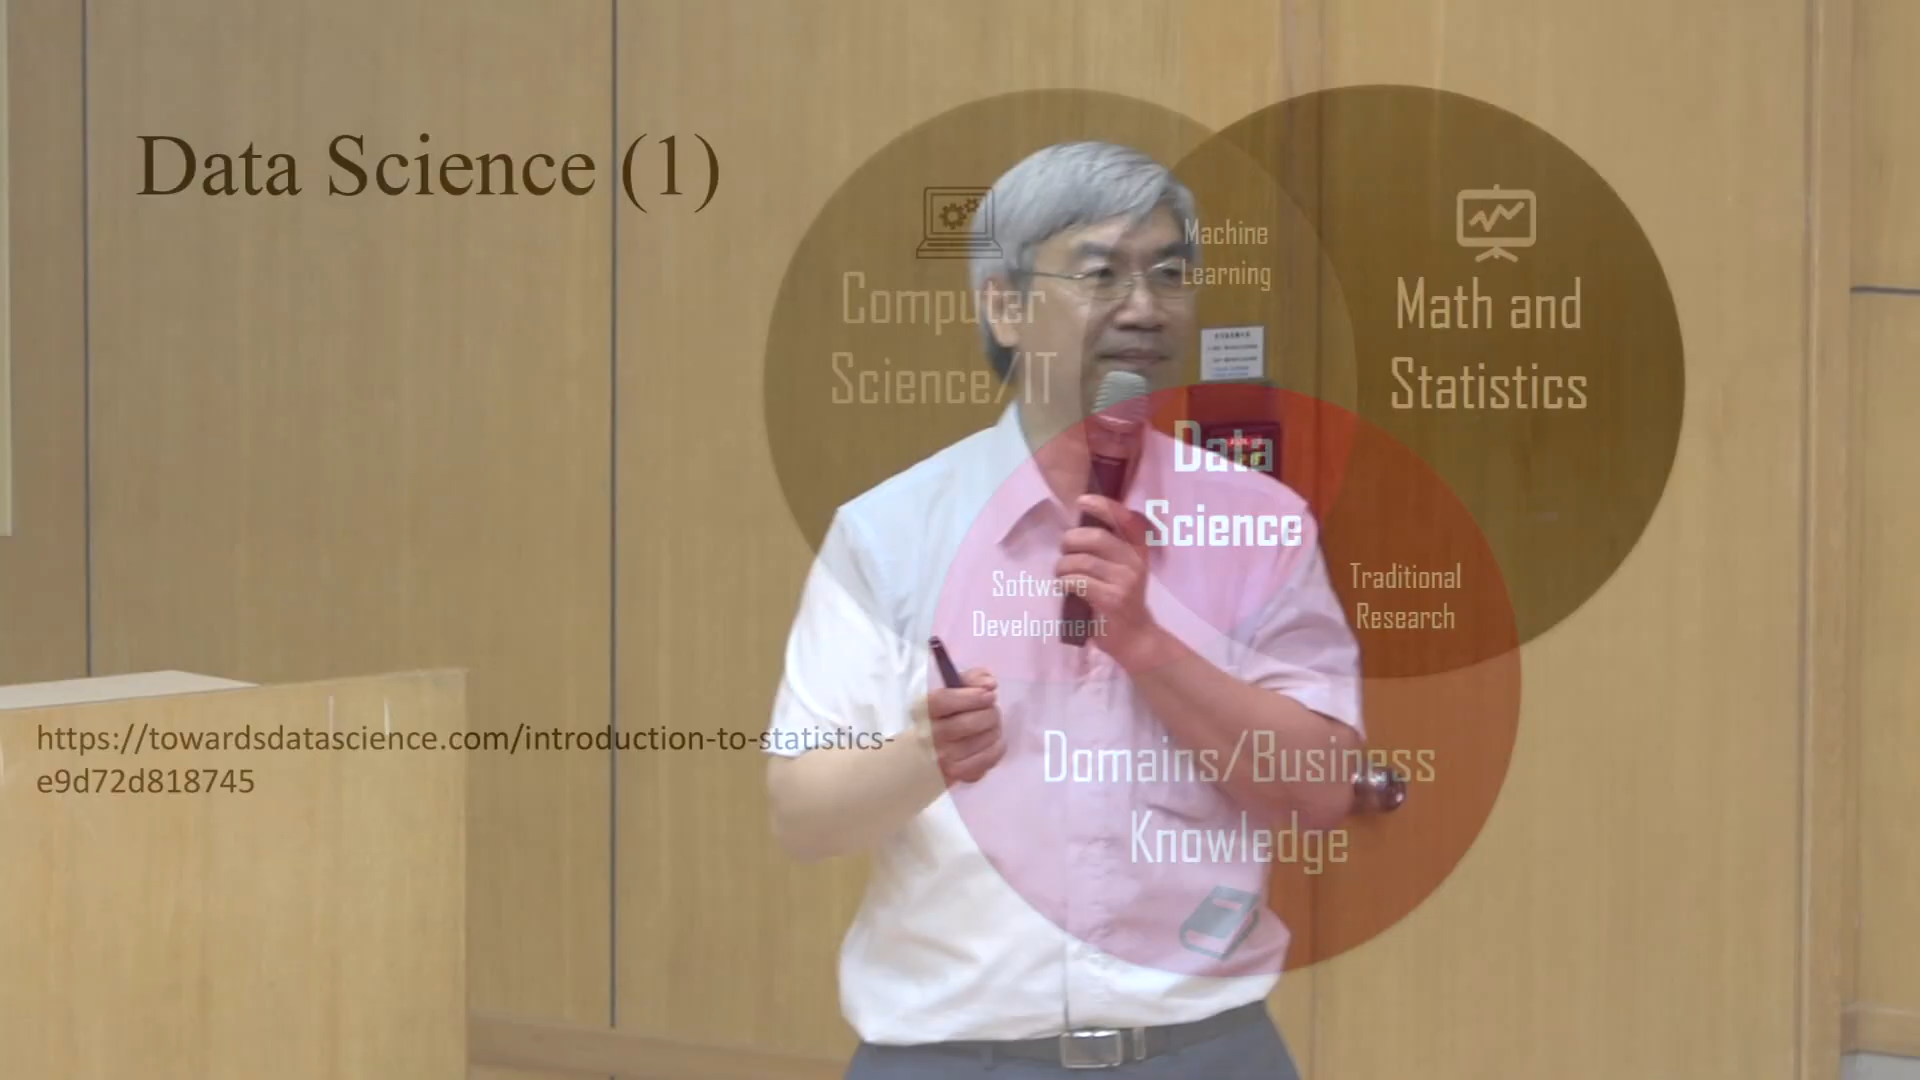 Data Science (1)
Machine
Learning
Computer
Science/IT
Math and
Statistics
Data
Science
Software
Development
Traditional
Research
Domains/Business
Knowledge
https://towardsdatascience.com/introduction-to-statistics-
e9d72d818745